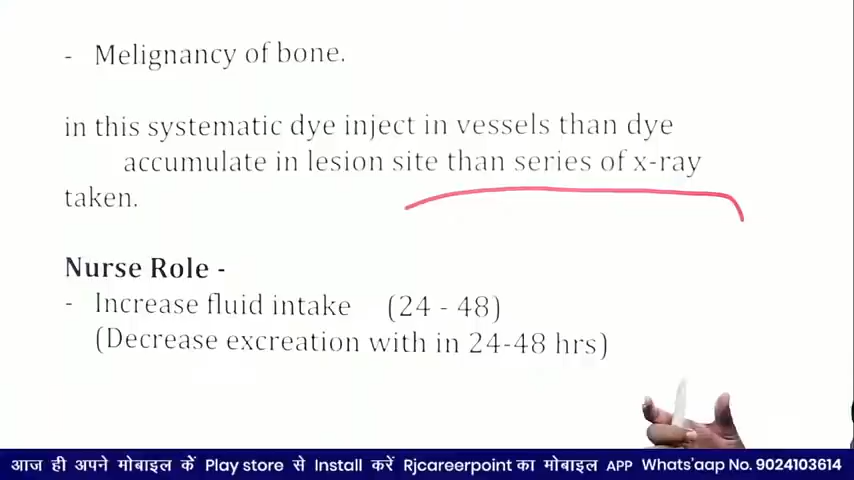 - Melignancy of bone.
in this systematic dye inject in vessels than dye
accumulate in lesion site than series of x-ray
taken.
Nurse Role -
- Increase fluid intake (24 - 48)
(Decrease excreation with in 24-48 hrs)
आज ही अपने मोबाइल कें Play store से Install करें Rjcareerpoint का मोबाइल APP Whats'aap No. 9024103614